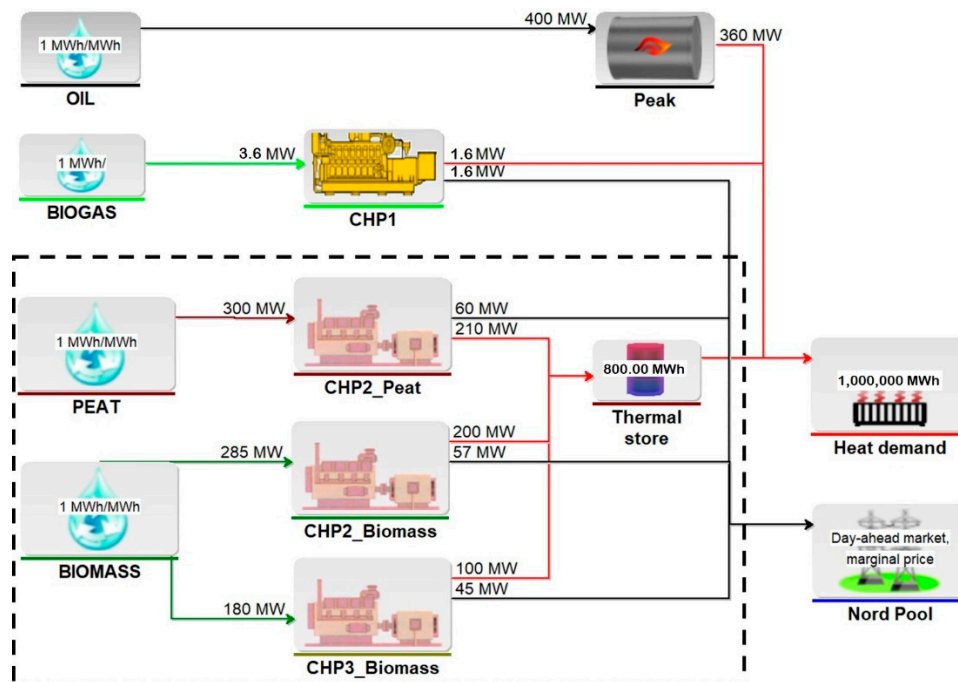 400 MW
360 MW
1 MWh/MWh
OIL
Peak
3.6 MW
1.6 MW
1.6 MW
1 MWh/
BIOGAS
CHP1
300 MW
60 MW
210 MW
1 MWh/MWh
PEAT
CHP2_Peat
800.00 MWh
Thermal
store
1,000,000 MWh
Heat demand
285 MW
200 MW
57 MW
1 MWh/MWh
BIOMASS
CHP2_Biomass
Day-ahead market,
marginal price
Nord Pool
180 MW
100 MW
45 MW
CHP3_Biomass